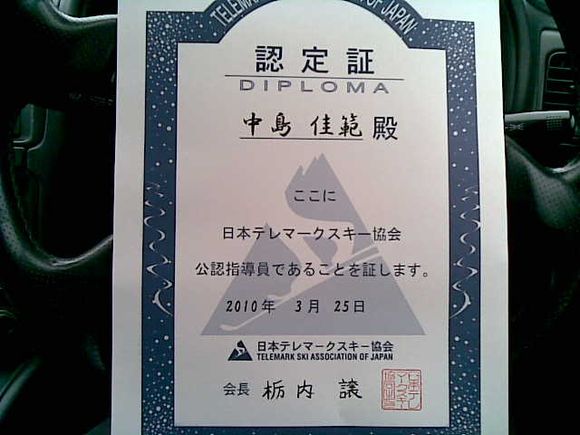 TELEMARK SKI ASSOCIATION OF JAPAN
認定証
DIPLOMA
中島 佳範 殿
ここに
日本テレマークスキー協会
公認指導員であることを証します。
2010年 3月 25日
日本テレマークスキー協会
TELEMARK SKI ASSOCIATION OF JAPAN
会長 栃内 譲